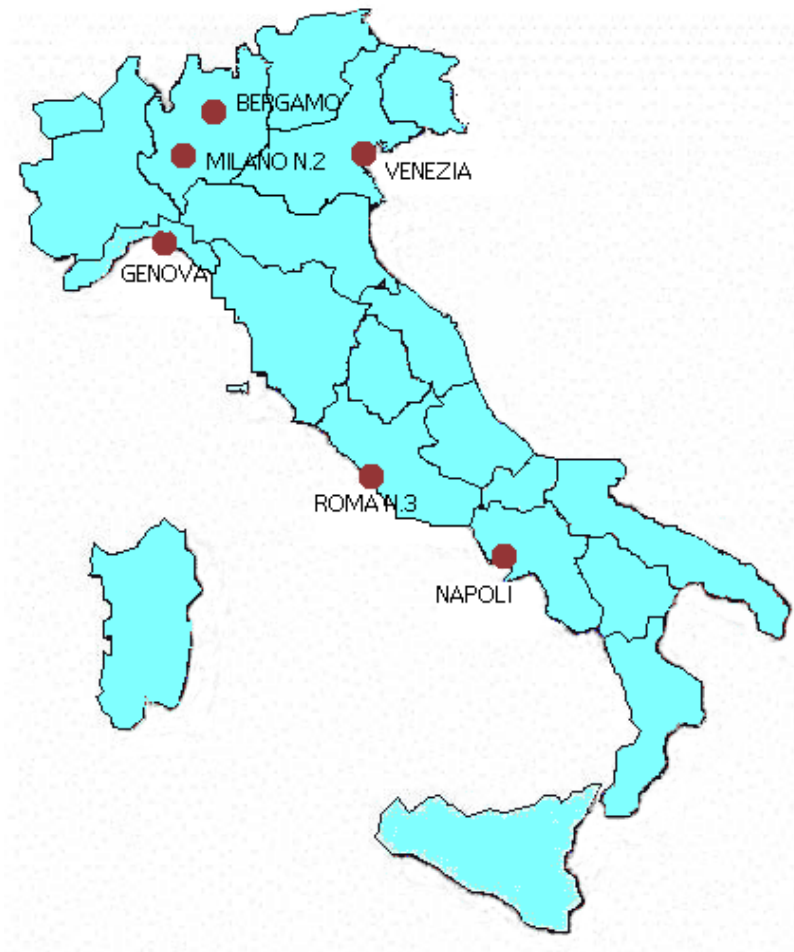 BERGAMO
MILANO N.2
VENEZIA
GENOVA
ROMA N.3
NAPOLI